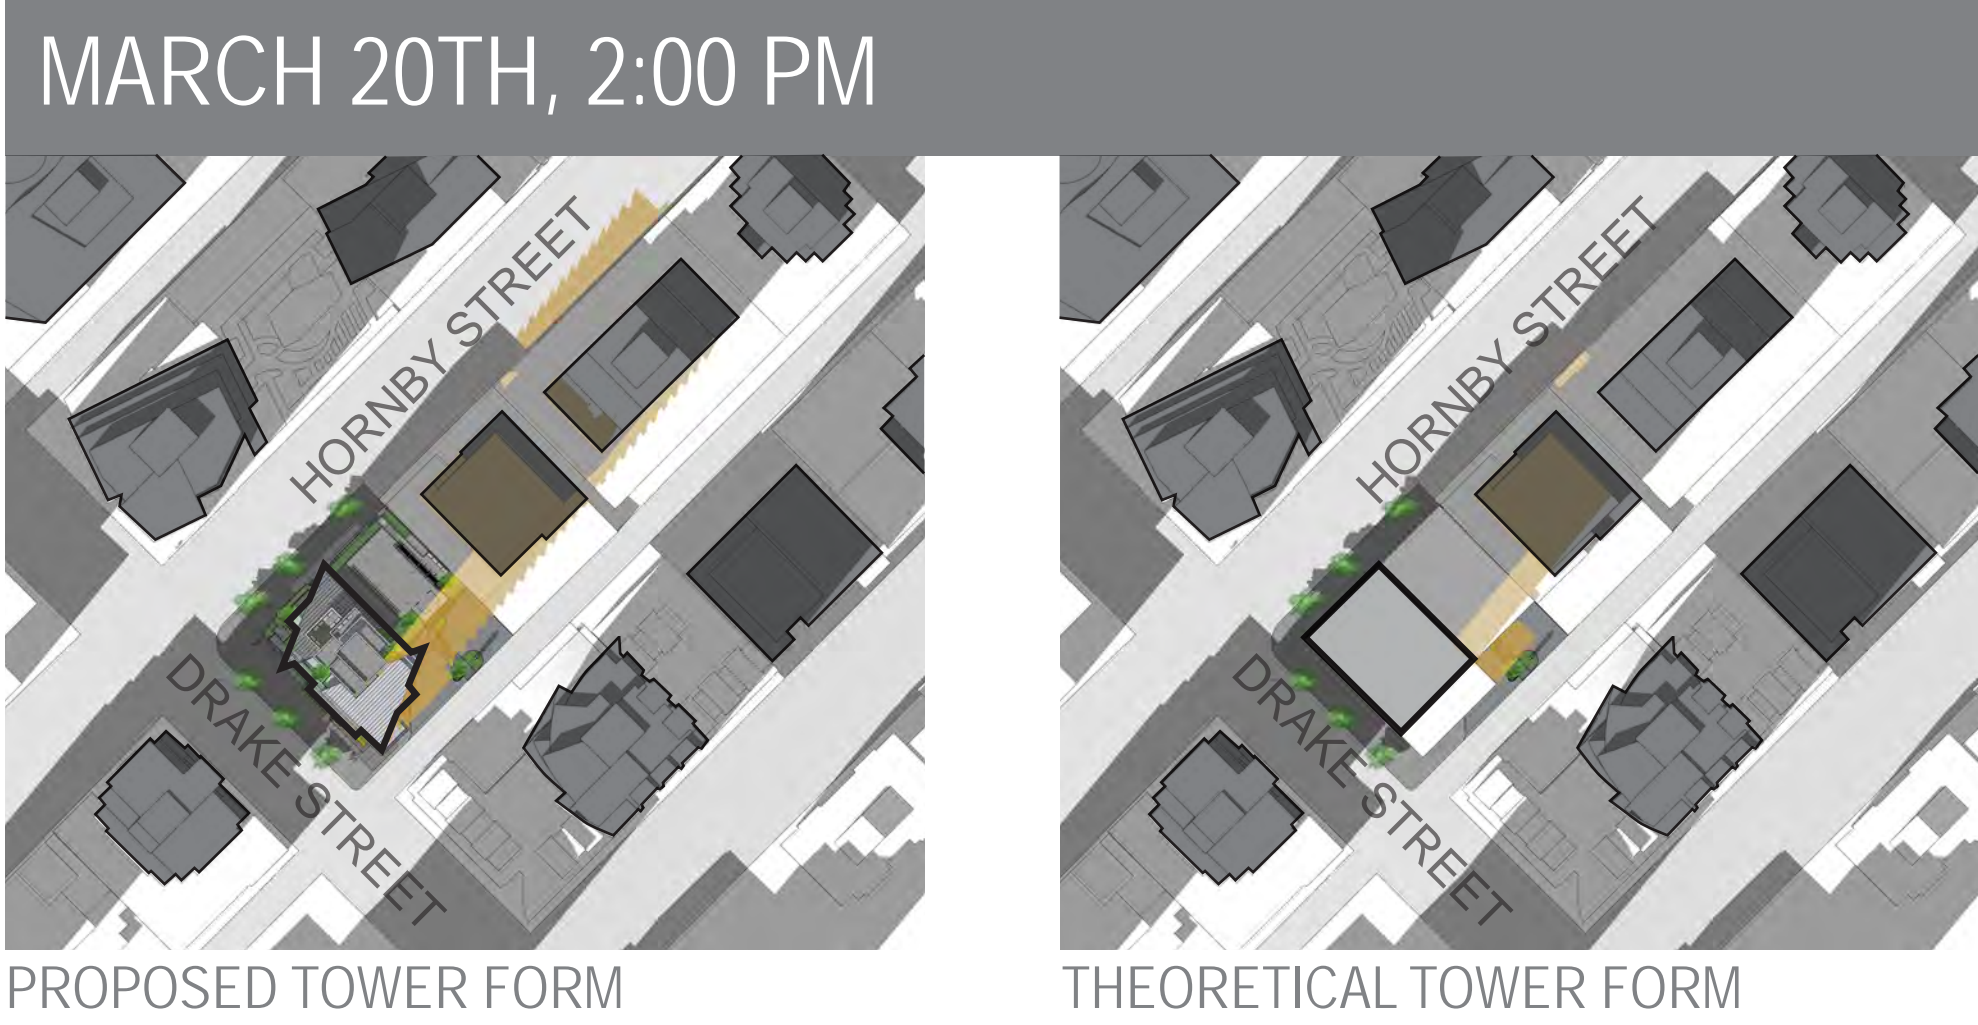 MARCH 20TH, 2:00 PM
HORNBY STREET
DRAKE STREET
HORNBY STREET
DRAKE STREET
PROPOSED TOWER FORM
THEORETICAL TOWER FORM